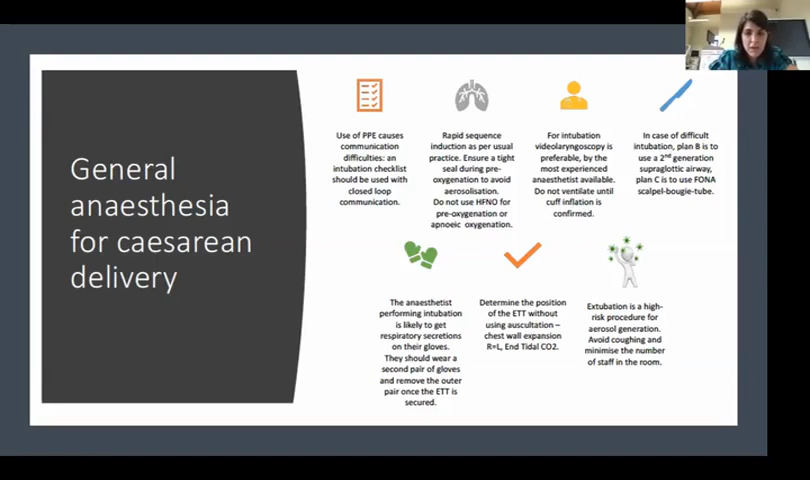 General
anaesthesia
for caesarean
delivery
Use of PPE causes
communication
difficulties: an
intubation checklist
should be used with
closed loop
communication.
Rapid sequence
induction as per usual
practice. Ensure a tight
seal during pre-
oxygenation to avoid
aerosolisation.
Do not use HFNO for
pre-oxygenation or
apnoeic oxygenation.
For intubation
videolaryngoscopy is
preferable, by the
most experienced
anaesthetist available.
Do not ventilate until
cuff inflation is
confirmed.
In case of difficult
intubation, plan B is to
use a 2nd generation
supraglottic airway,
plan C is to use FONA
scalpel-bougie-tube.
The anaesthetist
performing intubation
is likely to get
respiratory secretions
on their gloves.
They should wear a
second pair of gloves
and remove the outer
pair once the ETT is
secured.
Determine the position
of the ETT without
using auscultation –
chest wall expansion
R=L, End Tidal CO2.
Extubation is a high-
risk procedure for
aerosol generation.
Avoid coughing and
minimise the number
of staff in the room.